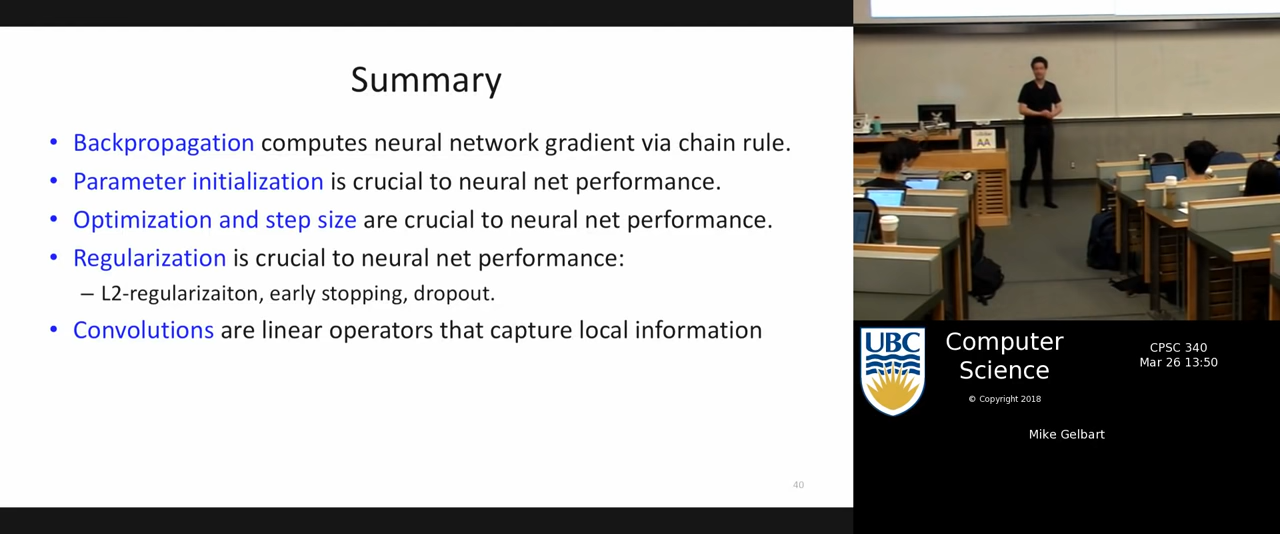 Summary
• Backpropagation computes neural network gradient via chain rule.
• Parameter initialization is crucial to neural net performance.
• Optimization and step size are crucial to neural net performance.
• Regularization is crucial to neural net performance:
– L2-regularizaiton, early stopping, dropout.
• Convolutions are linear operators that capture local information
40
AA
UBC
Computer
Science
© Copyright 2018
CPSC 340
Mar 26 13:50
Mike Gelbart